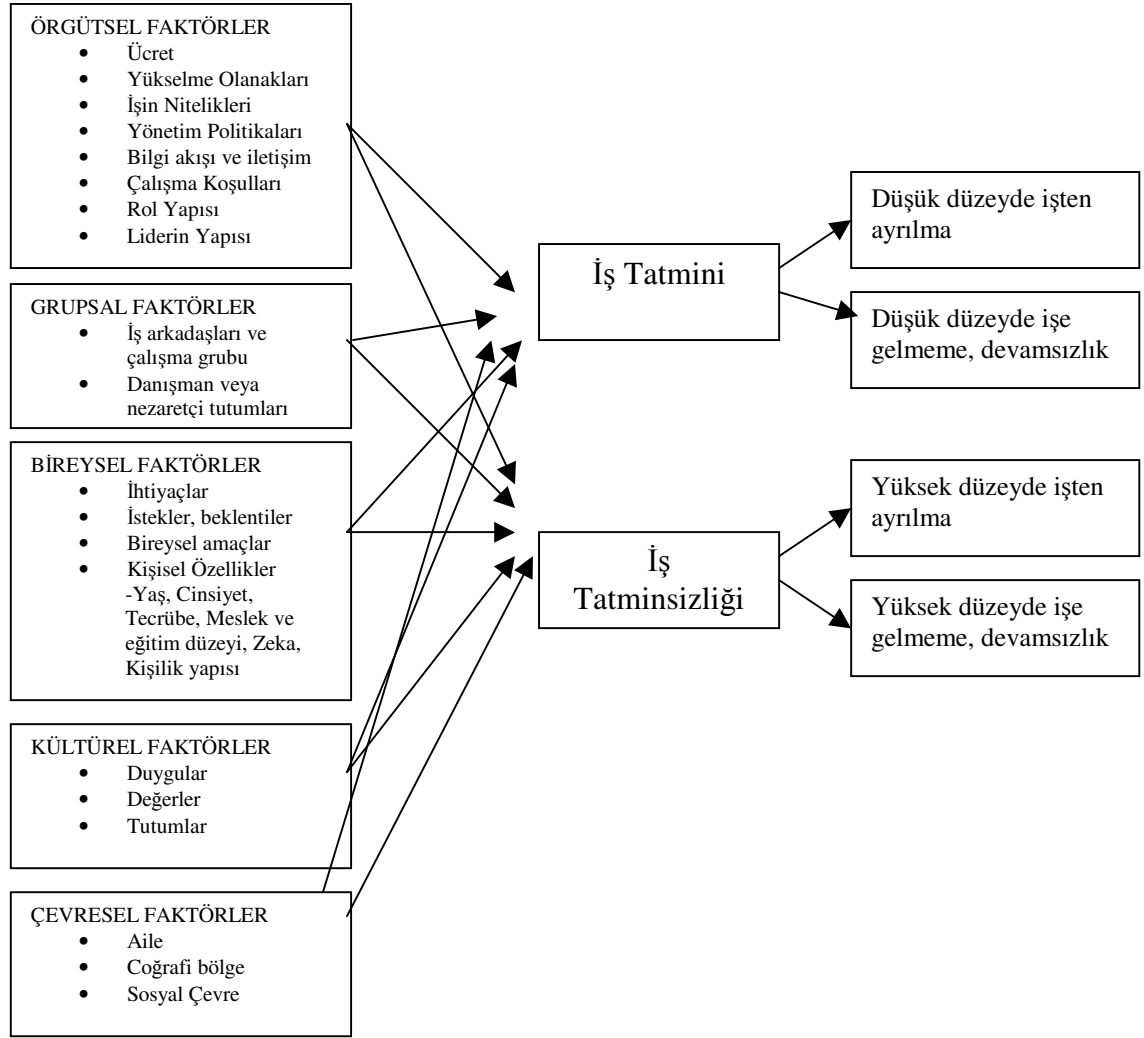 ÖRGÜTSEL FAKTÖRLER
• Ücret
• Yükselme Olanakları
• İşin Nitelikleri
• Yönetim Politikaları
• Bilgi akışı ve iletişim
• Çalışma Koşulları
• Rol Yapısı
• Liderin Yapısı
GRUPSAL FAKTÖRLER
• İş arkadaşları ve
çalışma grubu
• Danışman veya
nezaretçi tutumları
BİREYSEL FAKTÖRLER
• İhtiyaçlar
• İstekler, beklentiler
• Bireysel amaçlar
• Kişisel Özellikler
-Yaş, Cinsiyet,
Tecrübe, Meslek ve
eğitim düzeyi, Zeka,
Kişilik yapısı
KÜLTÜREL FAKTÖRLER
• Duygular
• Değerler
• Tutumlar
ÇEVRESEL FAKTÖRLER
• Aile
• Coğrafi bölge
• Sosyal Çevre
İş Tatmini
İş
Tatminsizliği
Düşük düzeyde işten
ayrılma
Düşük düzeyde işe
gelmeme, devamsızlık
Yüksek düzeyde işten
ayrılma
Yüksek düzeyde işe
gelmeme, devamsızlık